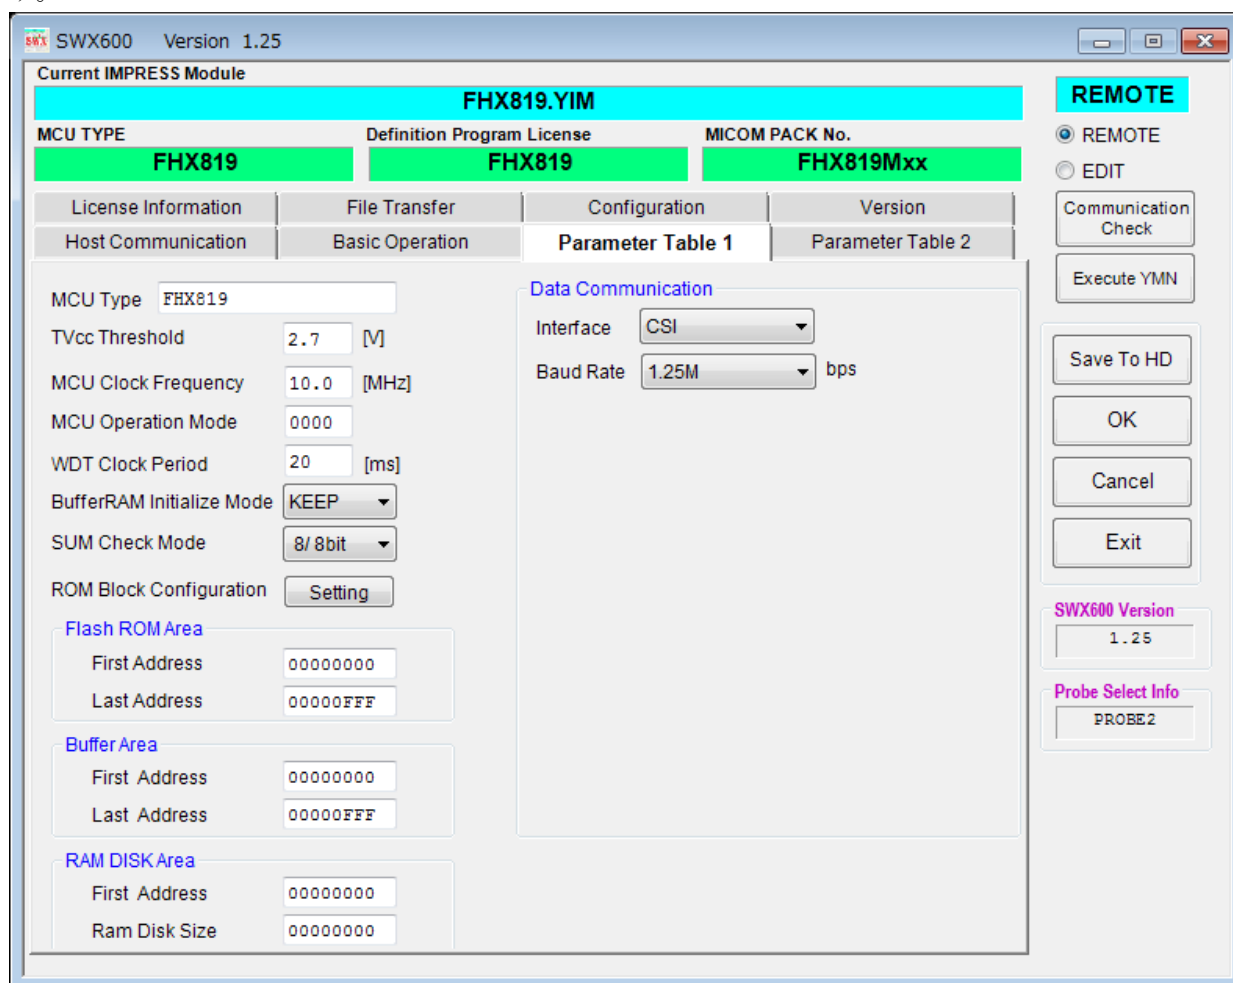 SWX SWX600 Version 1.25
Current IMPRESS Module
FHX819.YIM
MCU TYPE Definition Program License MICOM PACK No.
FHX819 FHX819 FHX819Mxx
License Information File Transfer Configuration Version
Host Communication Basic Operation Parameter Table 1 Parameter Table 2
MCU Type FHX819
TVcc Threshold 2.7 [V]
MCU Clock Frequency 10.0 [MHz]
MCU Operation Mode 0000
WDT Clock Period 20 [ms]
BufferRAM Initialize Mode KEEP
SUM Check Mode 8/ 8bit
ROM Block Configuration Setting
Flash ROM Area
First Address 00000000
Last Address 00000FFF
Buffer Area
First Address 00000000
Last Address 00000FFF
RAM DISK Area
First Address 00000000
Ram Disk Size 00000000
Data Communication
Interface CSI
Baud Rate 1.25M bps
REMOTE
REMOTE
EDIT
Communication
Check
Execute YMN
Save To HD
OK
Cancel
Exit
SWX600 Version
1.25
Probe Select Info
PROBE2